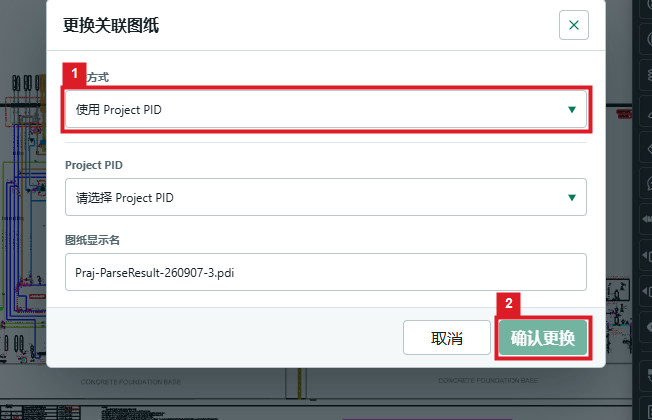 更换关联图纸
1
方式
使用 Project PID
Project PID
请选择 Project PID
图纸显示名
Praj-ParseResult-260907-3.pdi
2
取消
确认更换
CONCRETE FOUNDATION BASE
CONCRETE FOUNDATION BASE